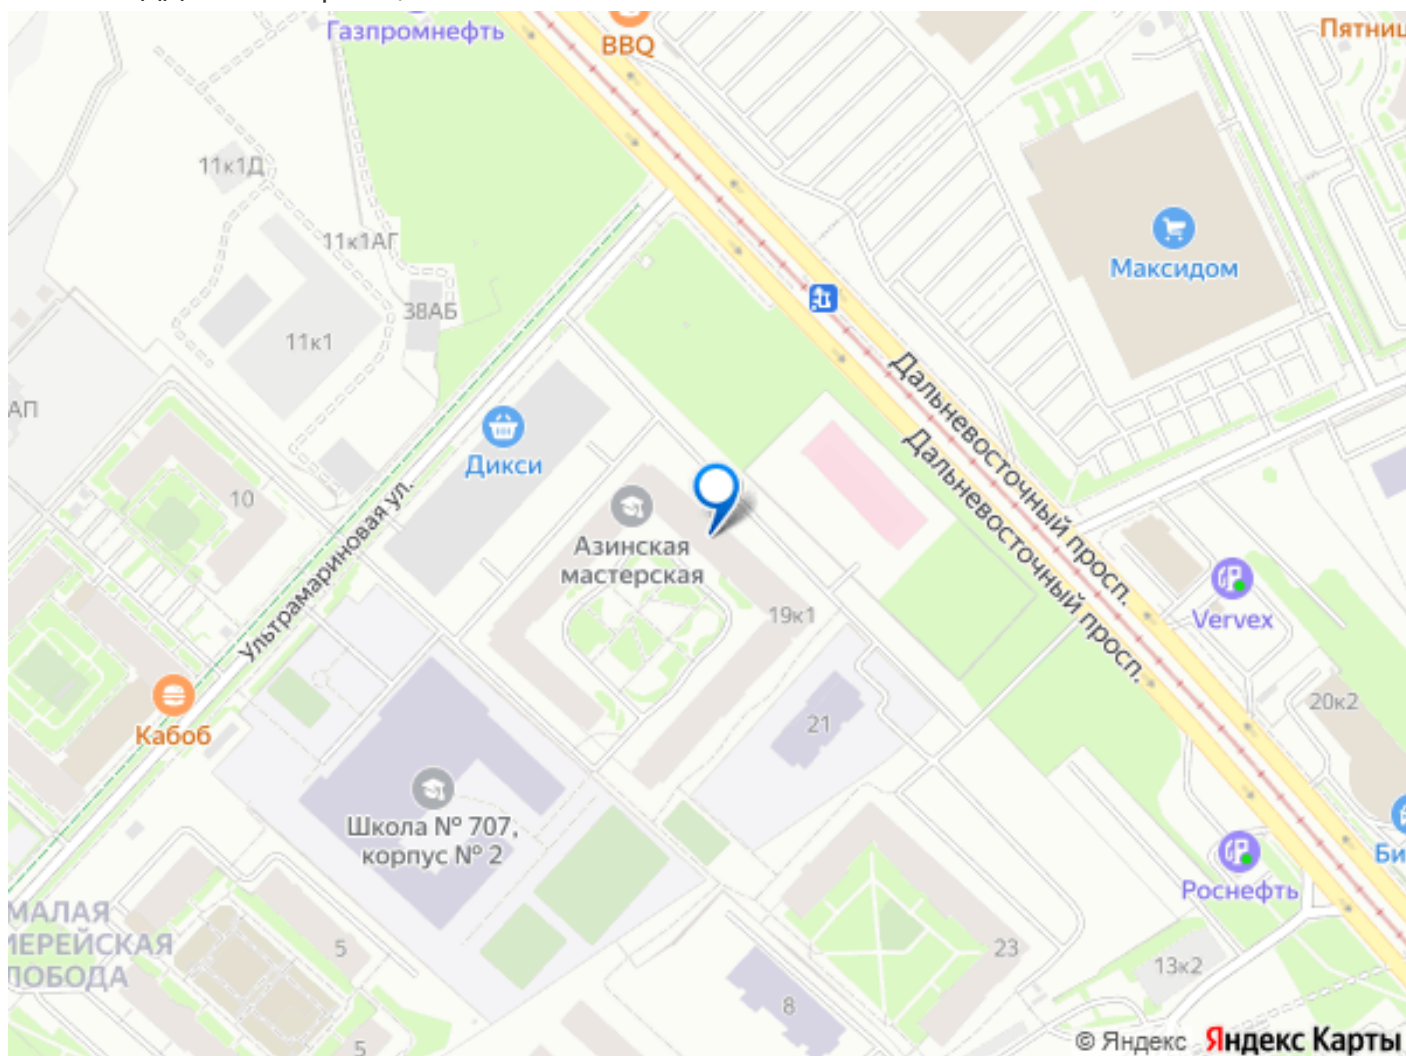 Газпромнефть
BBQ
Пятниц
11к1Д
11к1АГ
38АБ
11к1
Максидом
АП
Дикси
10
Ультрамариновая ул.
Азинская
мастерская
19к1
Дальневосточный просп.
Дальневосточный просп.
Vervex
21
20к2
Кабоб
Школа № 707,
корпус № 2
Би
Роснефть
МАЛАЯ
МЕРЕЙСКАЯ
ЛОБОДА
5
23
13к2
8
5
© Яндекс Яндекс Карты